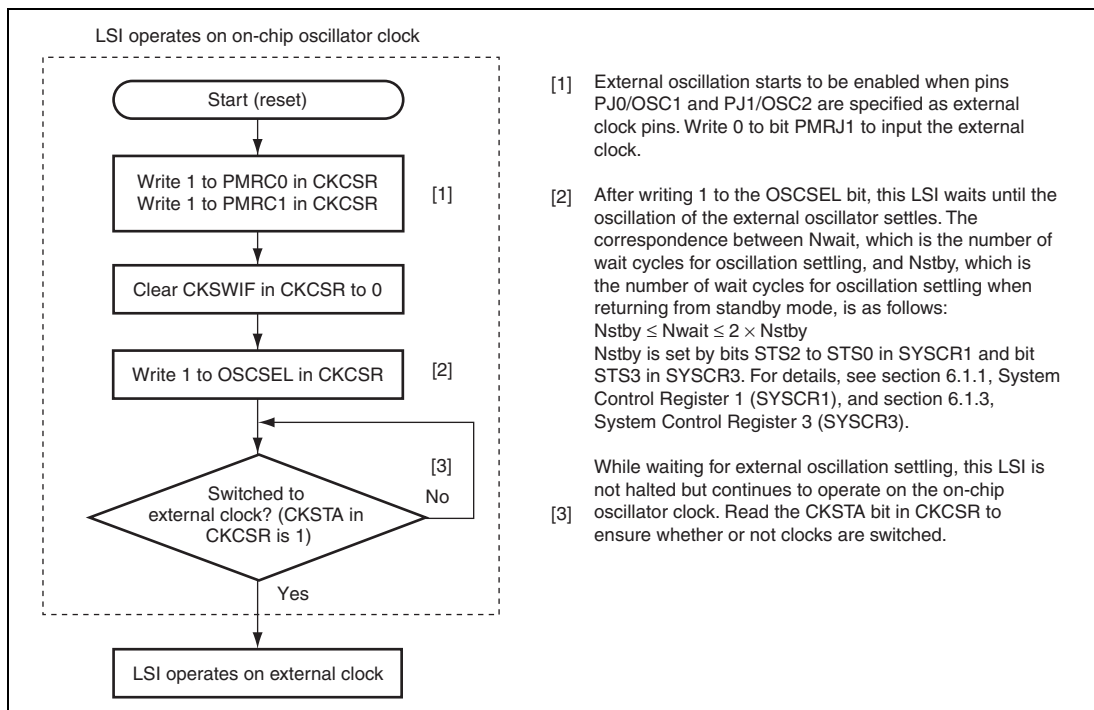 LSI operates on on-chip oscillator clock
Start (reset)
Write 1 to PMRC0 in CKCSR
Write 1 to PMRC1 in CKCSR
[1]
Clear CKSWIF in CKCSR to 0
Write 1 to OSCSEL in CKCSR
[2]
[3]
No
Switched to
external clock? (CKSTA in
CKCSR is 1)
Yes
LSI operates on external clock
[1] External oscillation starts to be enabled when pins
PJ0/OSC1 and PJ1/OSC2 are specified as external
clock pins. Write 0 to bit PMRJ1 to input the external
clock.
[2] After writing 1 to the OSCSEL bit, this LSI waits until the
oscillation of the external oscillator settles. The
correspondence between Nwait, which is the number of
wait cycles for oscillation settling, and Nstby, which is
the number of wait cycles for oscillation settling when
returning from standby mode, is as follows:
Nstby ≤ Nwait ≤ 2 × Nstby
Nstby is set by bits STS2 to STS0 in SYSCR1 and bit
STS3 in SYSCR3. For details, see section 6.1.1, System
Control Register 1 (SYSCR1), and section 6.1.3,
System Control Register 3 (SYSCR3).
While waiting for external oscillation settling, this LSI is
not halted but continues to operate on the on-chip
[3] oscillator clock. Read the CKSTA bit in CKCSR to
ensure whether or not clocks are switched.